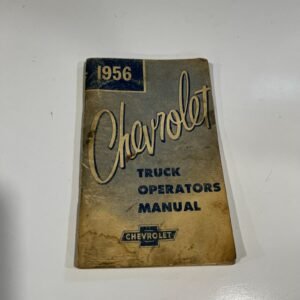 1956
Chevrolet
TRUCK
OPERATORS
MANUAL
CHEVROLET